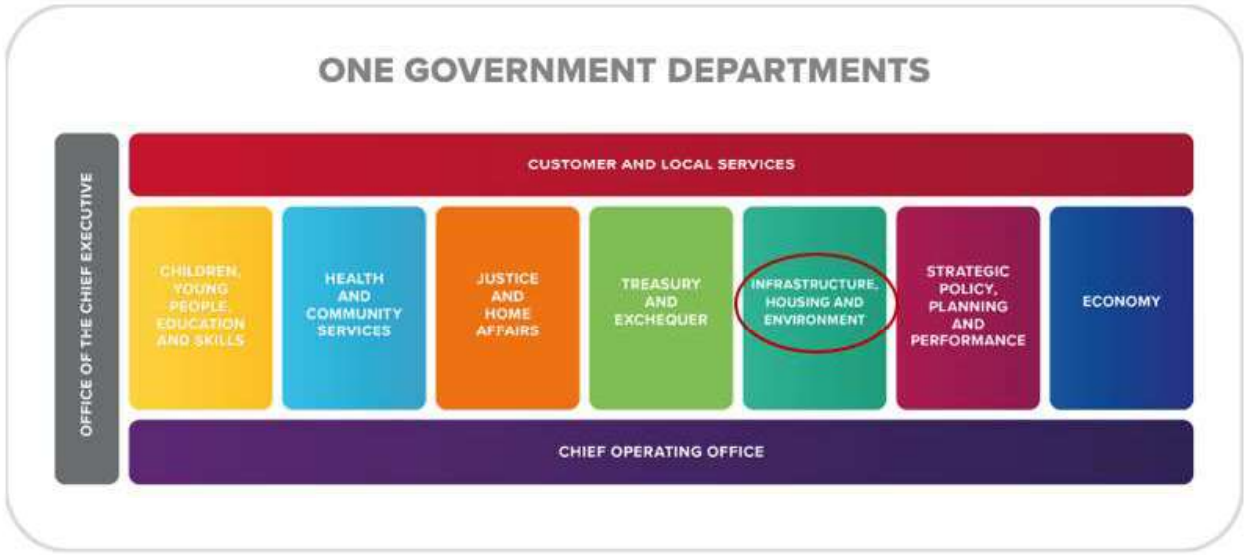 ONE GOVERNMENT DEPARTMENTS
OFFICE OF THE CHIEF EXECUTIVE
CUSTOMER AND LOCAL SERVICES
CHILDREN,
YOUNG
PEOPLE,
EDUCATION
AND SKILLS
HEALTH
AND
COMMUNITY
SERVICES
JUSTICE
AND
HOME
AFFAIRS
TREASURY
AND
EXCHEQUER
INFRASTRUCTURE,
HOUSING AND
ENVIRONMENT
STRATEGIC
POLICY,
PLANNING
AND
PERFORMANCE
ECONOMY
CHIEF OPERATING OFFICE